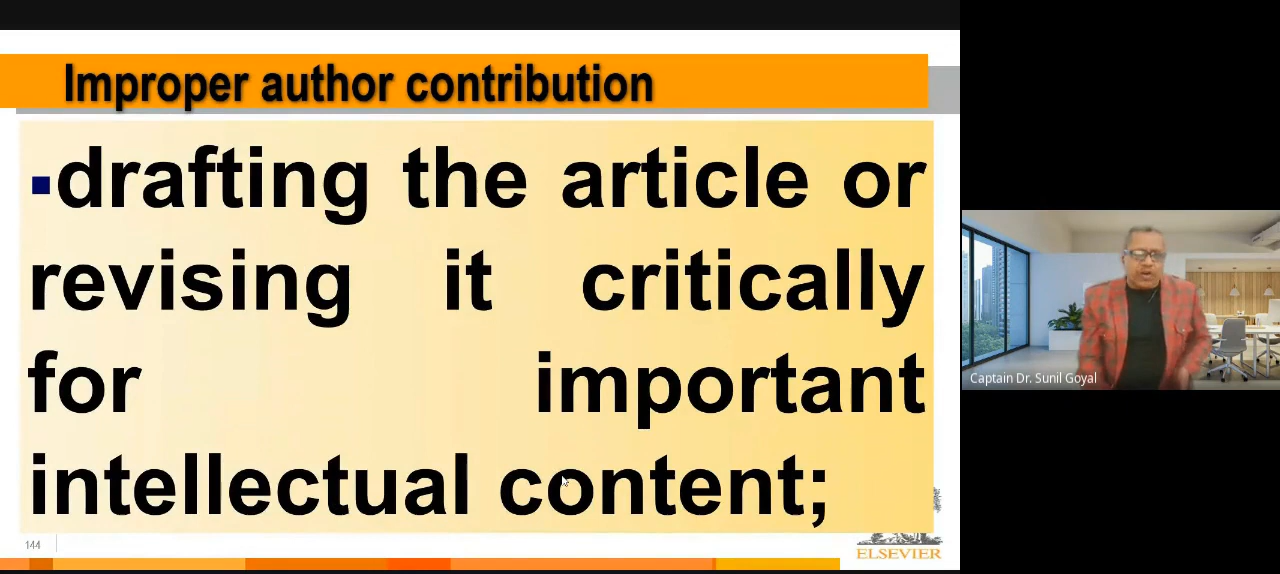 Improper author contribution
▪drafting the article or
revising it critically
for important
intellectual content;
144
ELSEVIER
Captain Dr. Sunil Goyal